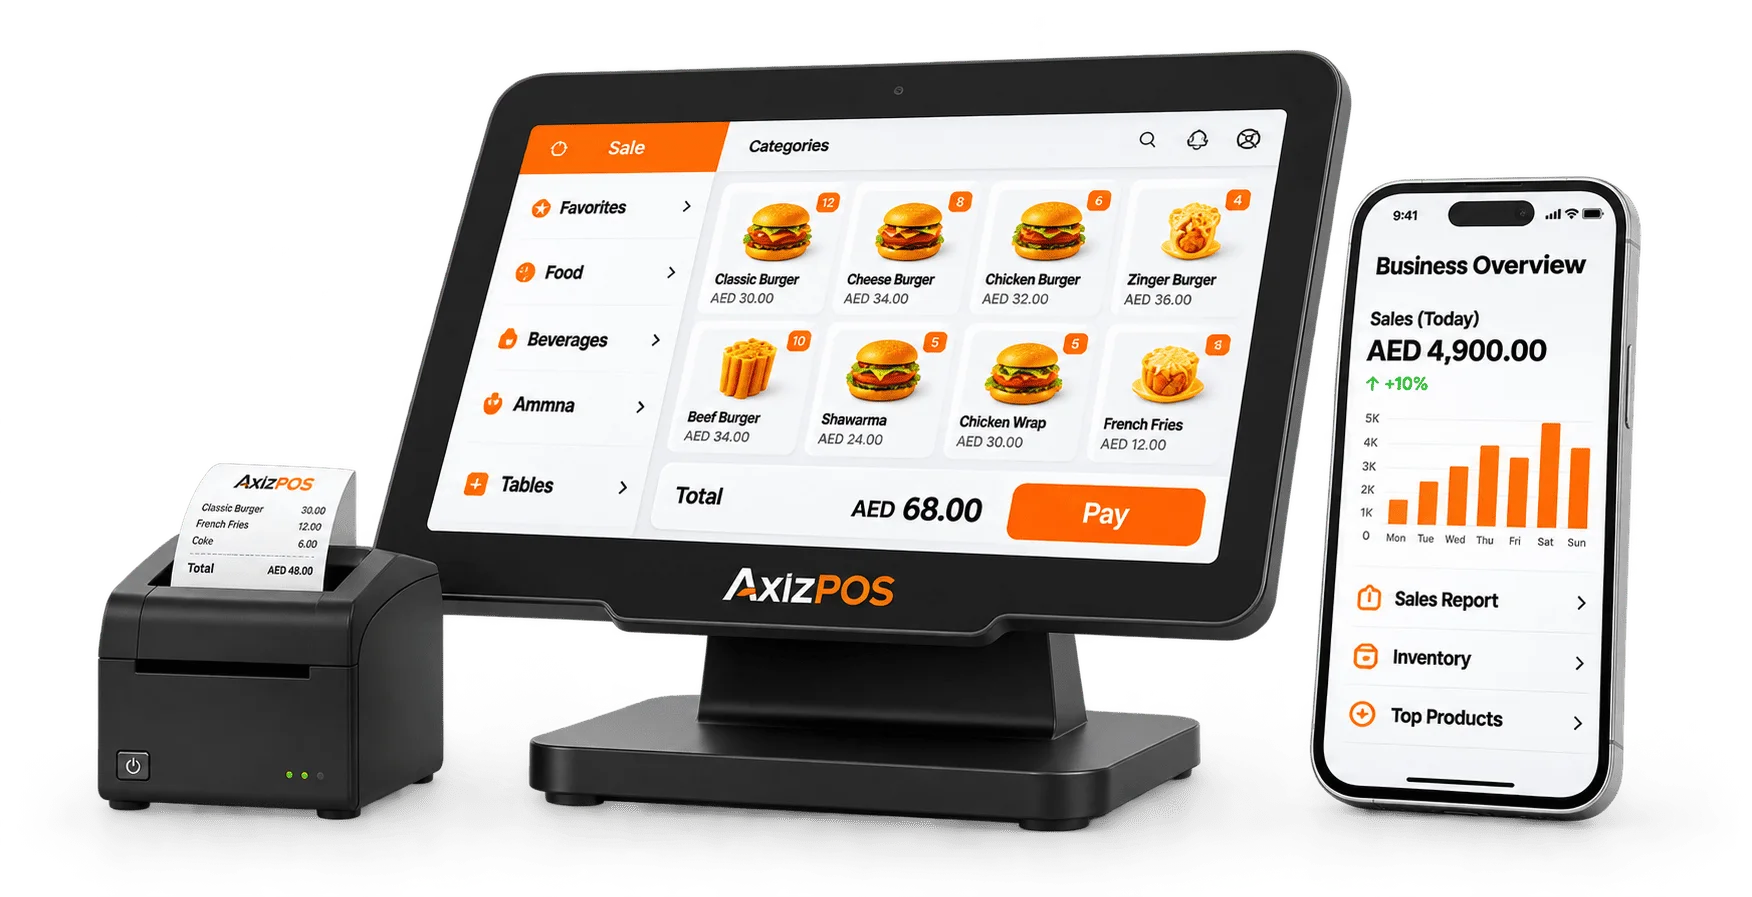 AxizPOS
Classic Burger 30.00
French Fries 12.00
Coke 6.00
Total AED 48.00
Sale
Categories
Favorites
Food
Beverages
Ammna
Tables
12
Classic Burger
AED 30.00
8
Cheese Burger
AED 34.00
6
Chicken Burger
AED 32.00
4
Zinger Burger
AED 36.00
10
Beef Burger
AED 34.00
5
Shawarma
AED 24.00
5
Chicken Wrap
AED 30.00
8
French Fries
AED 12.00
Total AED 68.00 Pay
AxizPOS
9:41
Business Overview
Sales (Today)
AED 4,900.00
↑ +10%
5K
4K
3K
2K
1K
0
Mon Tue Wed Thu Fri Sat Sun
Sales Report
Inventory
Top Products